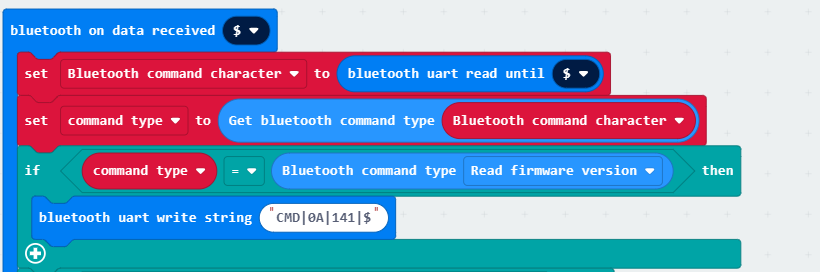 bluetooth on data received $
set Bluetooth command character to bluetooth uart read until $
set command type to Get bluetooth command type Bluetooth command character
if command type = Bluetooth command type Read firmware version then
bluetooth uart write string "CMD|0A|141|$"